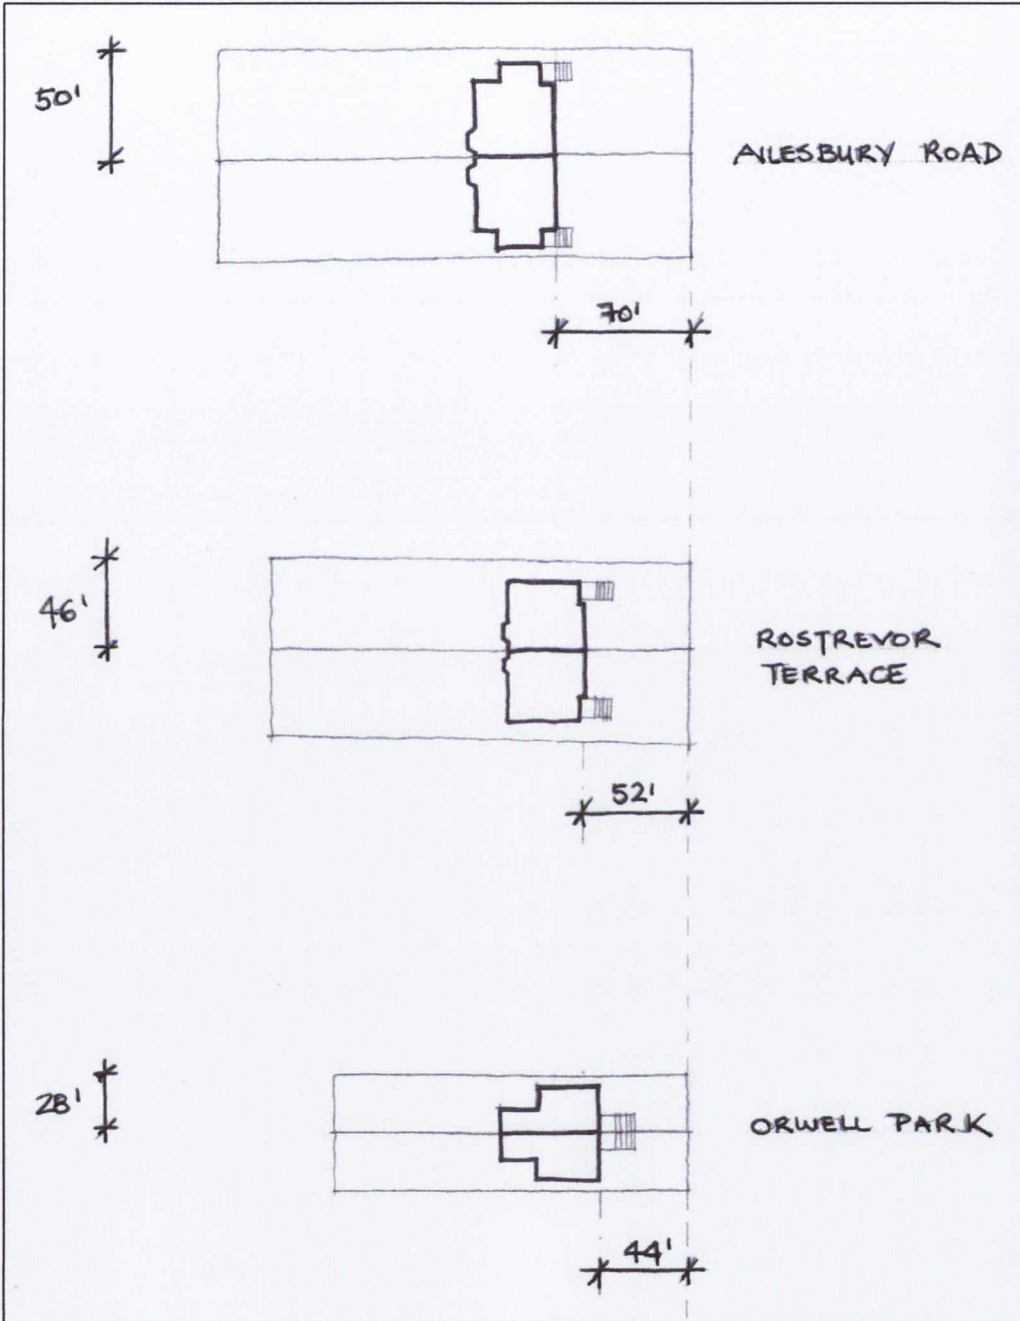 50'
AILESBURY ROAD
70'
46'
ROSTREVOR
TERRACE
52'
28'
ORWELL PARK
44'